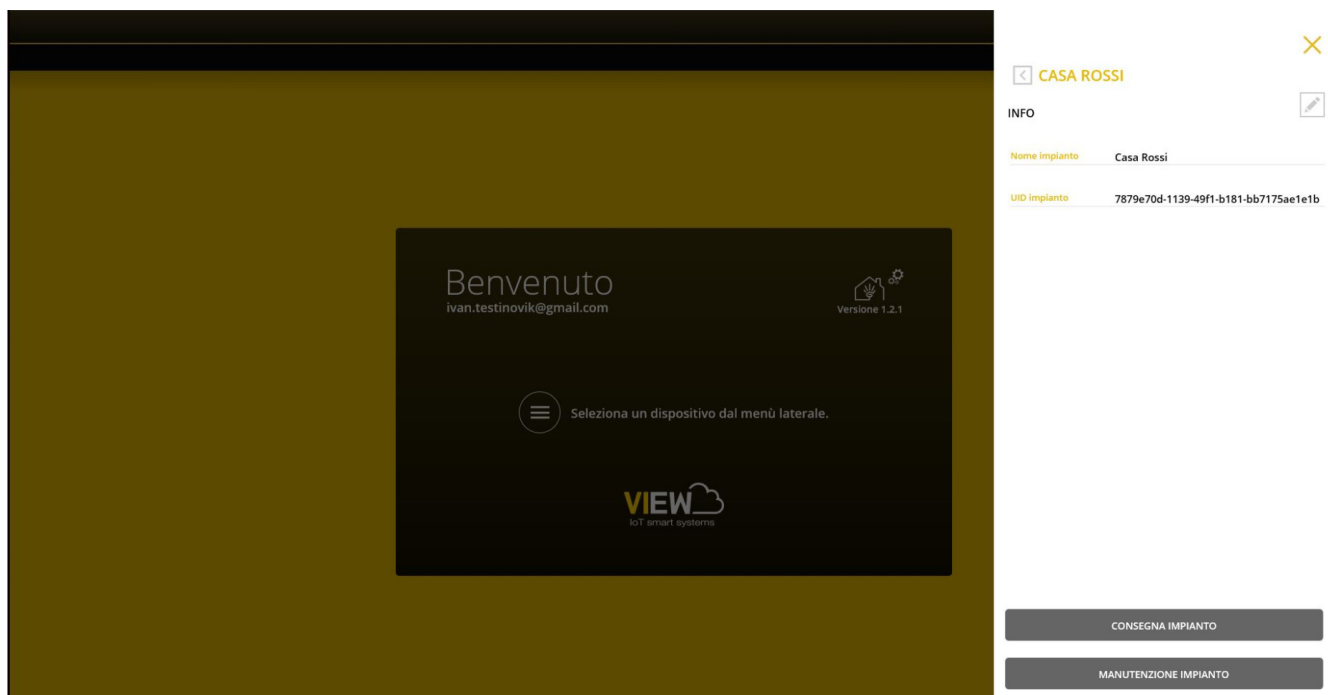 CASA ROSSI
INFO
Nome impianto Casa Rossi
UID impianto 7879e70d-1139-49f1-b181-bb7175ae1e1b
Benvenuto
ivan.testinovik@gmail.com
Versione 1.2.1
Seleziona un dispositivo dal menù laterale.
VIEW
IoT smart systems
CONSEGNA IMPIANTO
MANUTENZIONE IMPIANTO